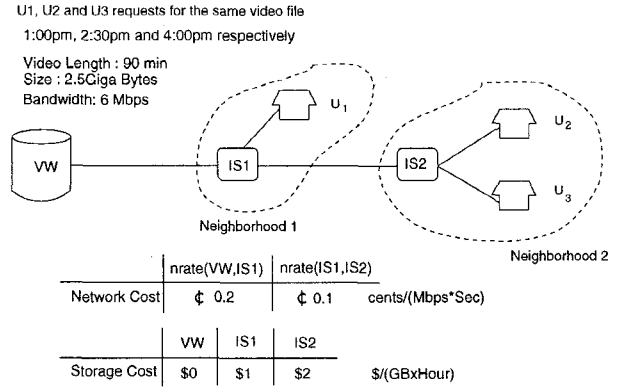 U1, U2 and U3 requests for the same video file
1:00pm, 2:30pm and 4:00pm respectively
Video Length : 90 min
Size : 2.5Giga Bytes
Bandwidth: 6 Mbps
U1
U2
VW
IS1
IS2
U3
Neighborhood 1
Neighborhood 2
nrate(VW,IS1) nrate(IS1,IS2)
Network Cost ¢ 0.2 ¢ 0.1 cents/(Mbps*Sec)
VW IS1 IS2
Storage Cost $0 $1 $2 $/(GBxHour)